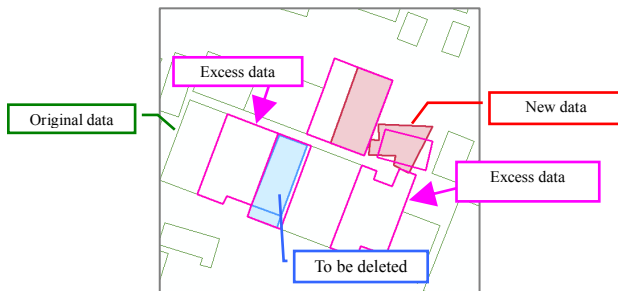 Excess data
Original data
New data
Excess data
To be deleted